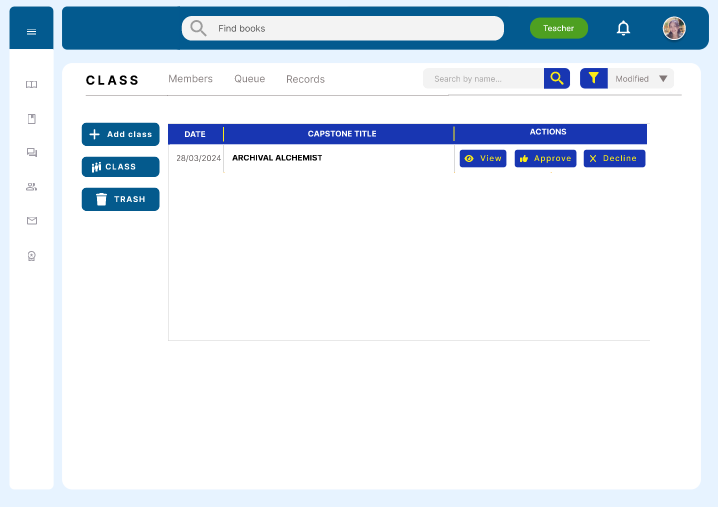 Find books
Teacher
CLASS
Members
Queue
Records
Search by name...
Modified
Add class
CLASS
TRASH
DATE
CAPSTONE TITLE
ACTIONS
28/03/2024
ARCHIVAL ALCHEMIST
View
Approve
Decline